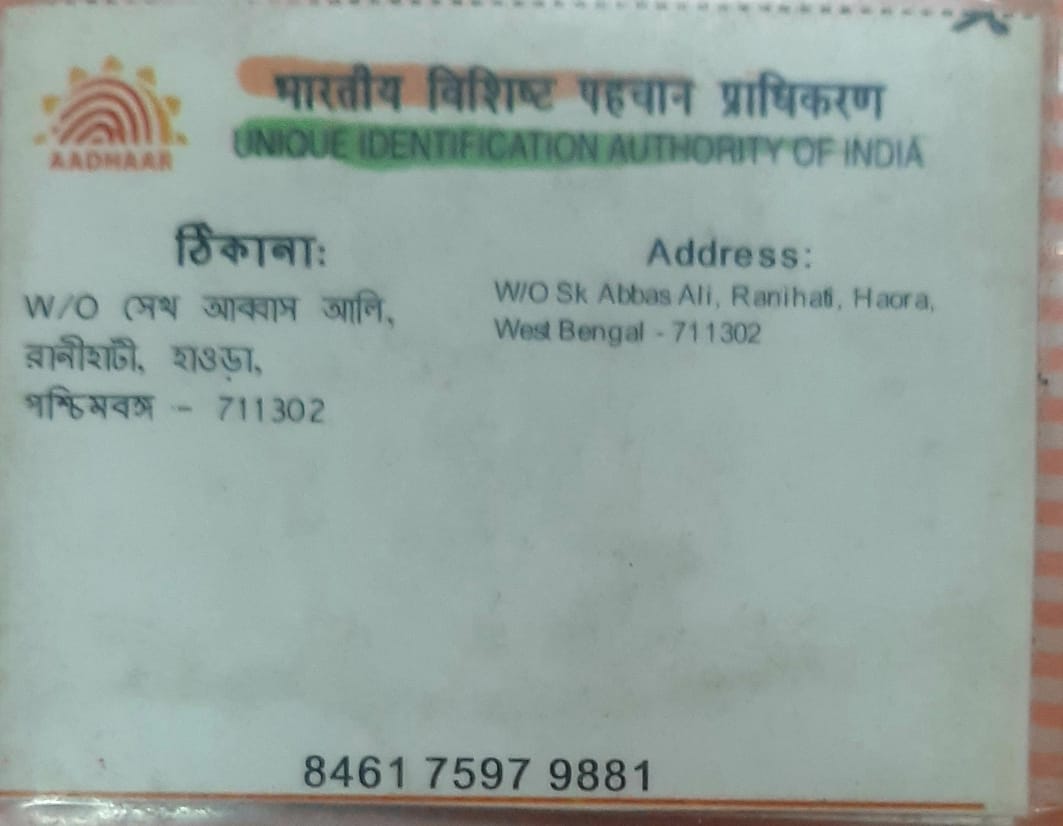 भारतीय विशिष्ट पहचान प्राधिकरण
UNIQUE IDENTIFICATION AUTHORITY OF INDIA
AADHAAR
ঠিকানা:
W/O সেখ আব্বাস আলি,
রানীহাটী, হাওড়া,
পশ্চিমবঙ্গ - 711302
Address:
W/O Sk Abbas Ali, Ranihati, Haora,
West Bengal - 711302
8461 7597 9881